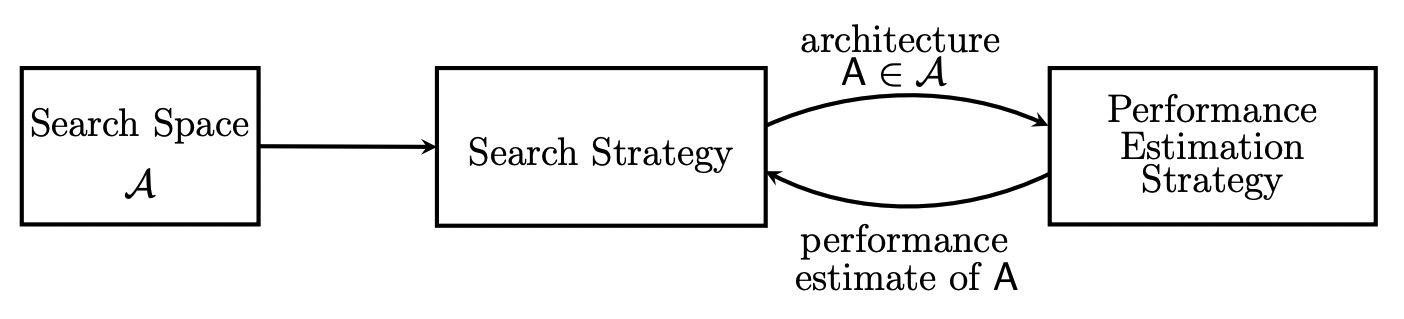 Search Space
𝒜
Search Strategy
architecture
A ∈ 𝒜
performance
estimate of A
Performance
Estimation
Strategy